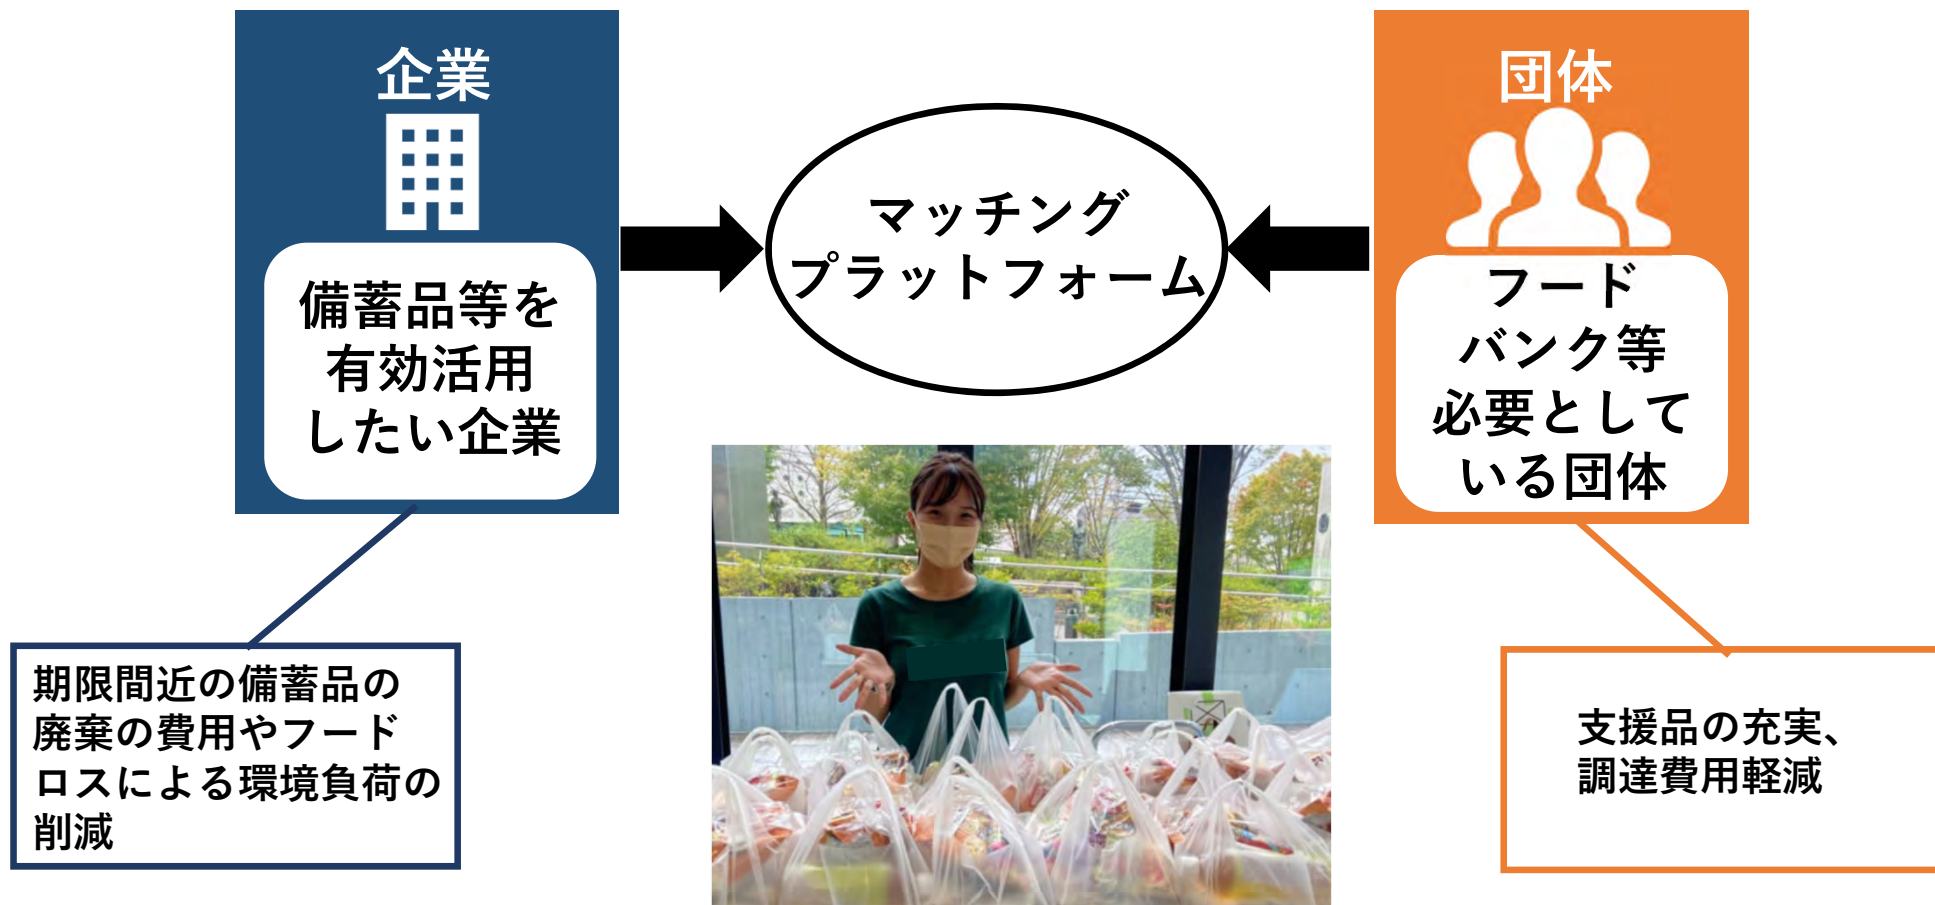 企業
備蓄品等を
有効活用
したい企業
マッチング
プラットフォーム
団体
フード
バンク等
必要として
いる団体
期限間近の備蓄品の
廃棄の費用やフード
ロスによる環境負荷の
削減
支援品の充実、
調達費用軽減